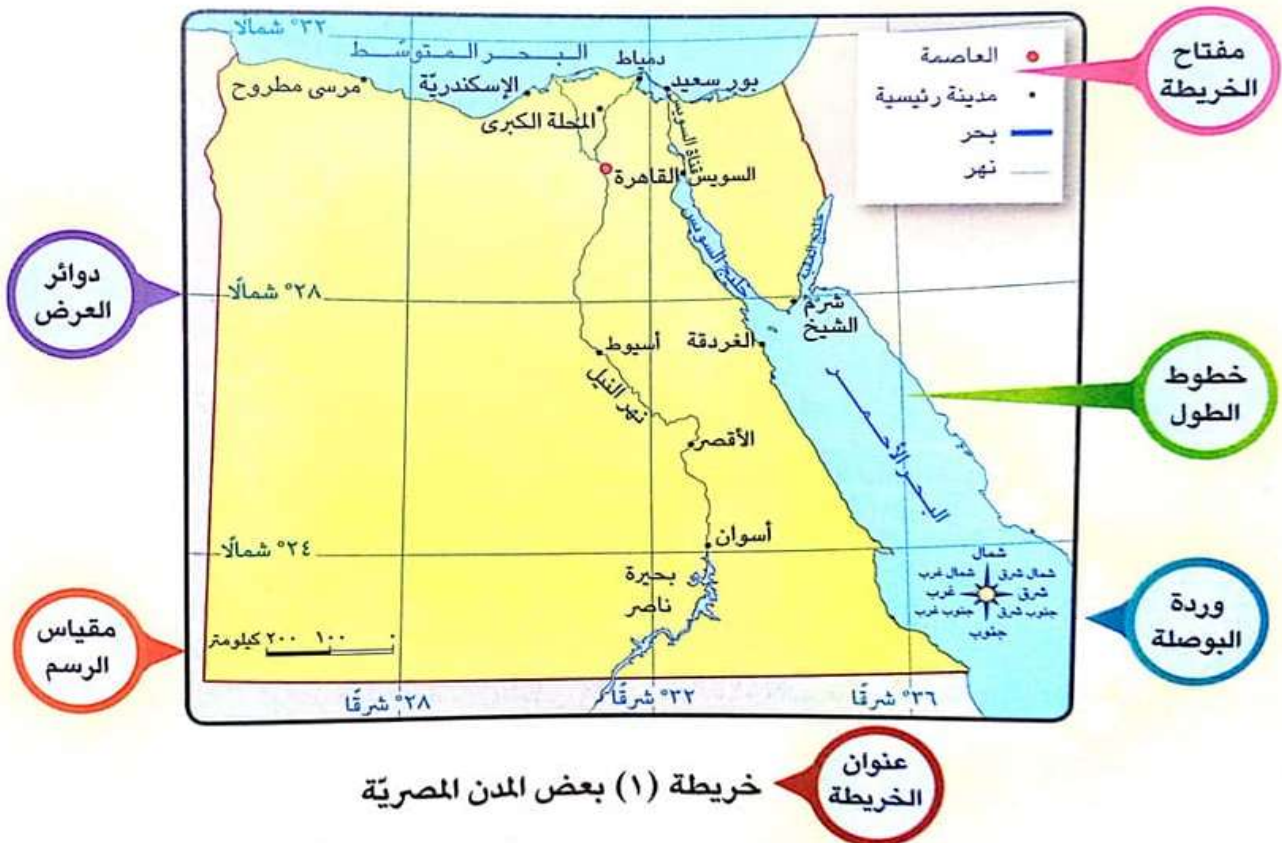 مفتاح
الخريطة
العاصمة
مدينة رئيسية
بحر
نهر
°٣٢ شمالًا
البحر المتوسّط
دمياط
بور سعيد
الإسكندريّة
مرسى مطروح
المحلة الكبرى
قناة السويس
السويس
القاهرة
خليج السويس
خليج العقبة
دوائر
العرض
°٢٨ شمالًا
شرم
الشيخ
الغردقة
أسيوط
نهر النيل
خطوط
الطول
الأقصر
البحر الأحمر
أسوان
°٢٤ شمالًا
بحيرة
ناصر
شمال
شمال شرق
شمال غرب
شرق
غرب
جنوب شرق
جنوب غرب
جنوب
وردة
البوصلة
مقياس
الرسم
٠ ١٠٠ ٢٠٠ كيلومتر
°٣٦ شرقًا
°٣٢ شرقًا
°٢٨ شرقًا
عنوان
الخريطة
خريطة (١) بعض المدن المصريّة